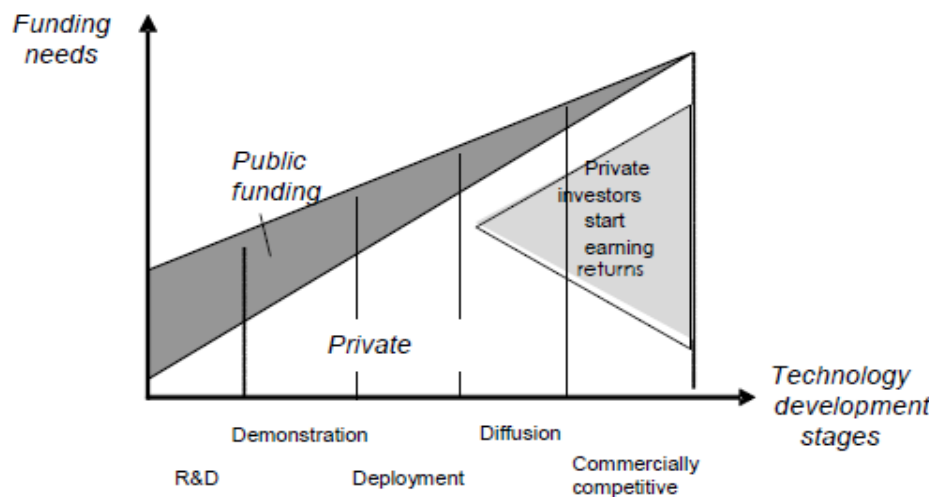 Funding
needs
Public
funding
Private
investors
start
earning
returns
Private
Technology
development
stages
Demonstration
Diffusion
R&D
Deployment
Commercially
competitive